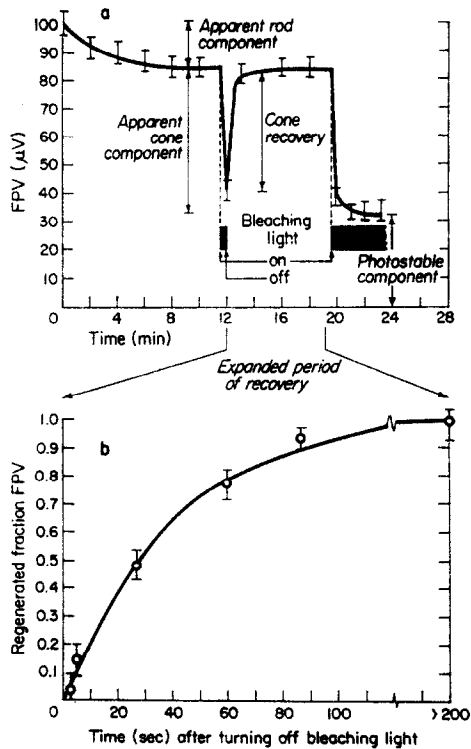 a
Apparent rod
component
Apparent
cone
component
Cone
recovery
Bleaching
light
on
off
Photostable
component
FPV (μV)
100
90
80
70
60
50
40
30
20
10
0
0 4 8 12 16 20 24 28
Time (min)
Expanded period
of recovery
b
Regenerated fraction FPV
1.0
0.9
0.8
0.7
0.6
0.5
0.4
0.3
0.2
0.1
0 20 40 60 80 100 120 >200
Time (sec) after turning off bleaching light